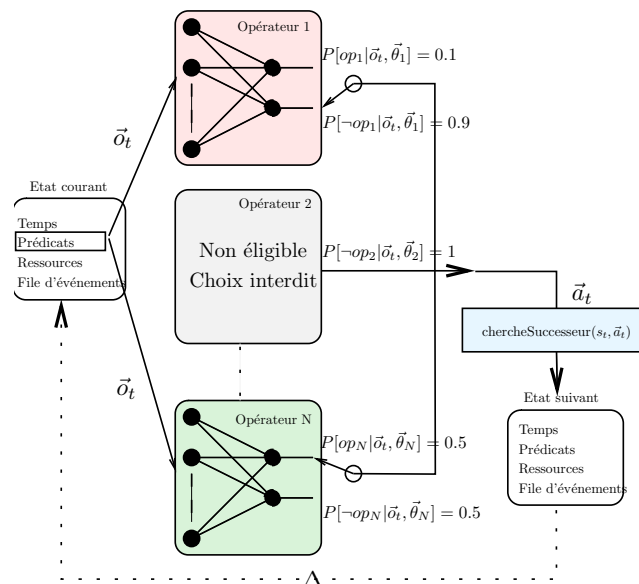 Opérateur 1
P[op₁|o⃗ₜ, θ⃗₁] = 0.1
P[¬op₁|o⃗ₜ, θ⃗₁] = 0.9
o⃗ₜ
Etat courant
Temps
Prédicats
Ressources
File d'événements
Opérateur 2
Non éligible
Choix interdit
P[¬op₂|o⃗ₜ, θ⃗₂] = 1
a⃗ₜ
chercheSuccesseur(sₜ, a⃗ₜ)
o⃗ₜ
Opérateur N
P[op_N|o⃗ₜ, θ⃗_N] = 0.5
P[¬op_N|o⃗ₜ, θ⃗_N] = 0.5
Etat suivant
Temps
Prédicats
Ressources
File d'événements